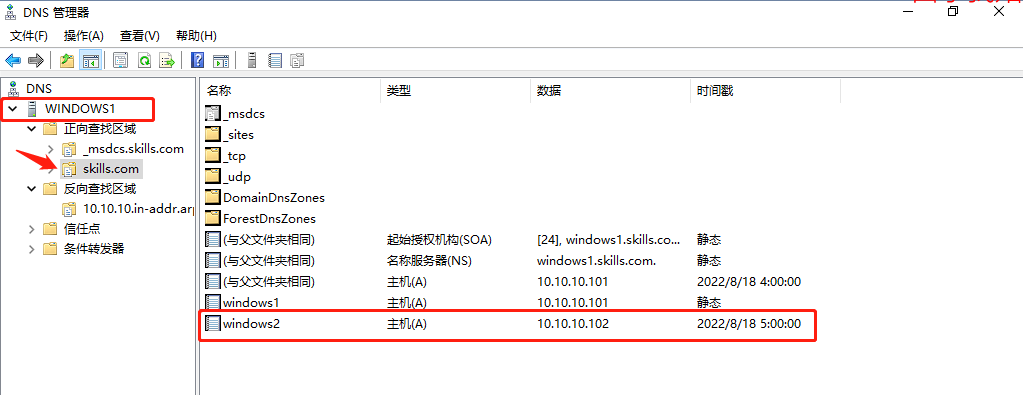 DNS 管理器
文件(F) 操作(A) 查看(V) 帮助(H)
DNS
WINDOWS1
正向查找区域
_msdcs.skills.com
skills.com
反向查找区域
10.10.10.in-addr.arp
信任点
条件转发器
名称 类型 数据 时间戳
_msdcs
_sites
_tcp
_udp
DomainDnsZones
ForestDnsZones
(与父文件夹相同) 起始授权机构(SOA) [24], windows1.skills.co... 静态
(与父文件夹相同) 名称服务器(NS) windows1.skills.com. 静态
(与父文件夹相同) 主机(A) 10.10.10.101 2022/8/18 4:00:00
windows1 主机(A) 10.10.10.101 静态
windows2 主机(A) 10.10.10.102 2022/8/18 5:00:00